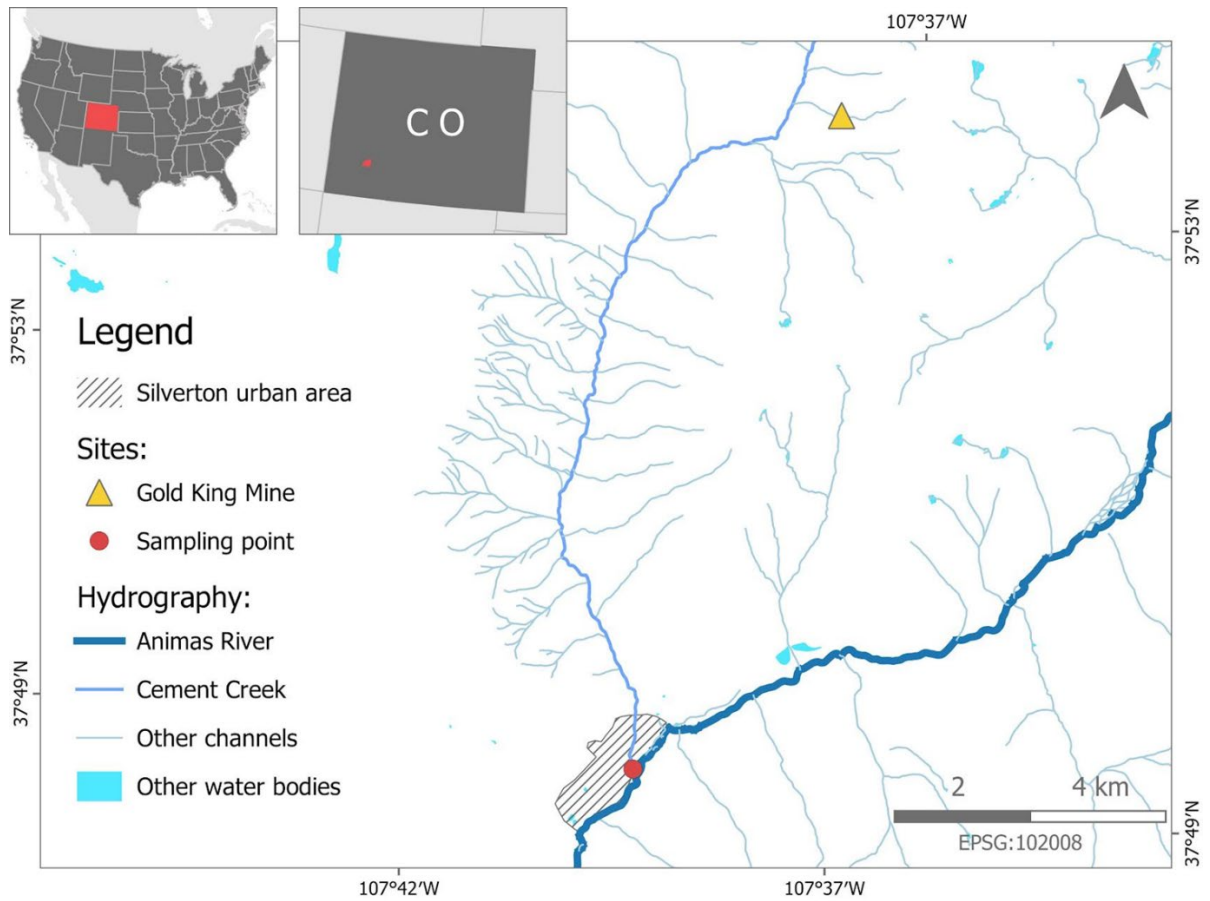 107°37'W
CO
37°53'N
37°53'N
Legend
Silverton urban area
Sites:
Gold King Mine
Sampling point
Hydrography:
Animas River
37°49'N
Cement Creek
Other channels
Other water bodies
2 4 km
EPSG:102008
37°49'N
107°42'W
107°37'W